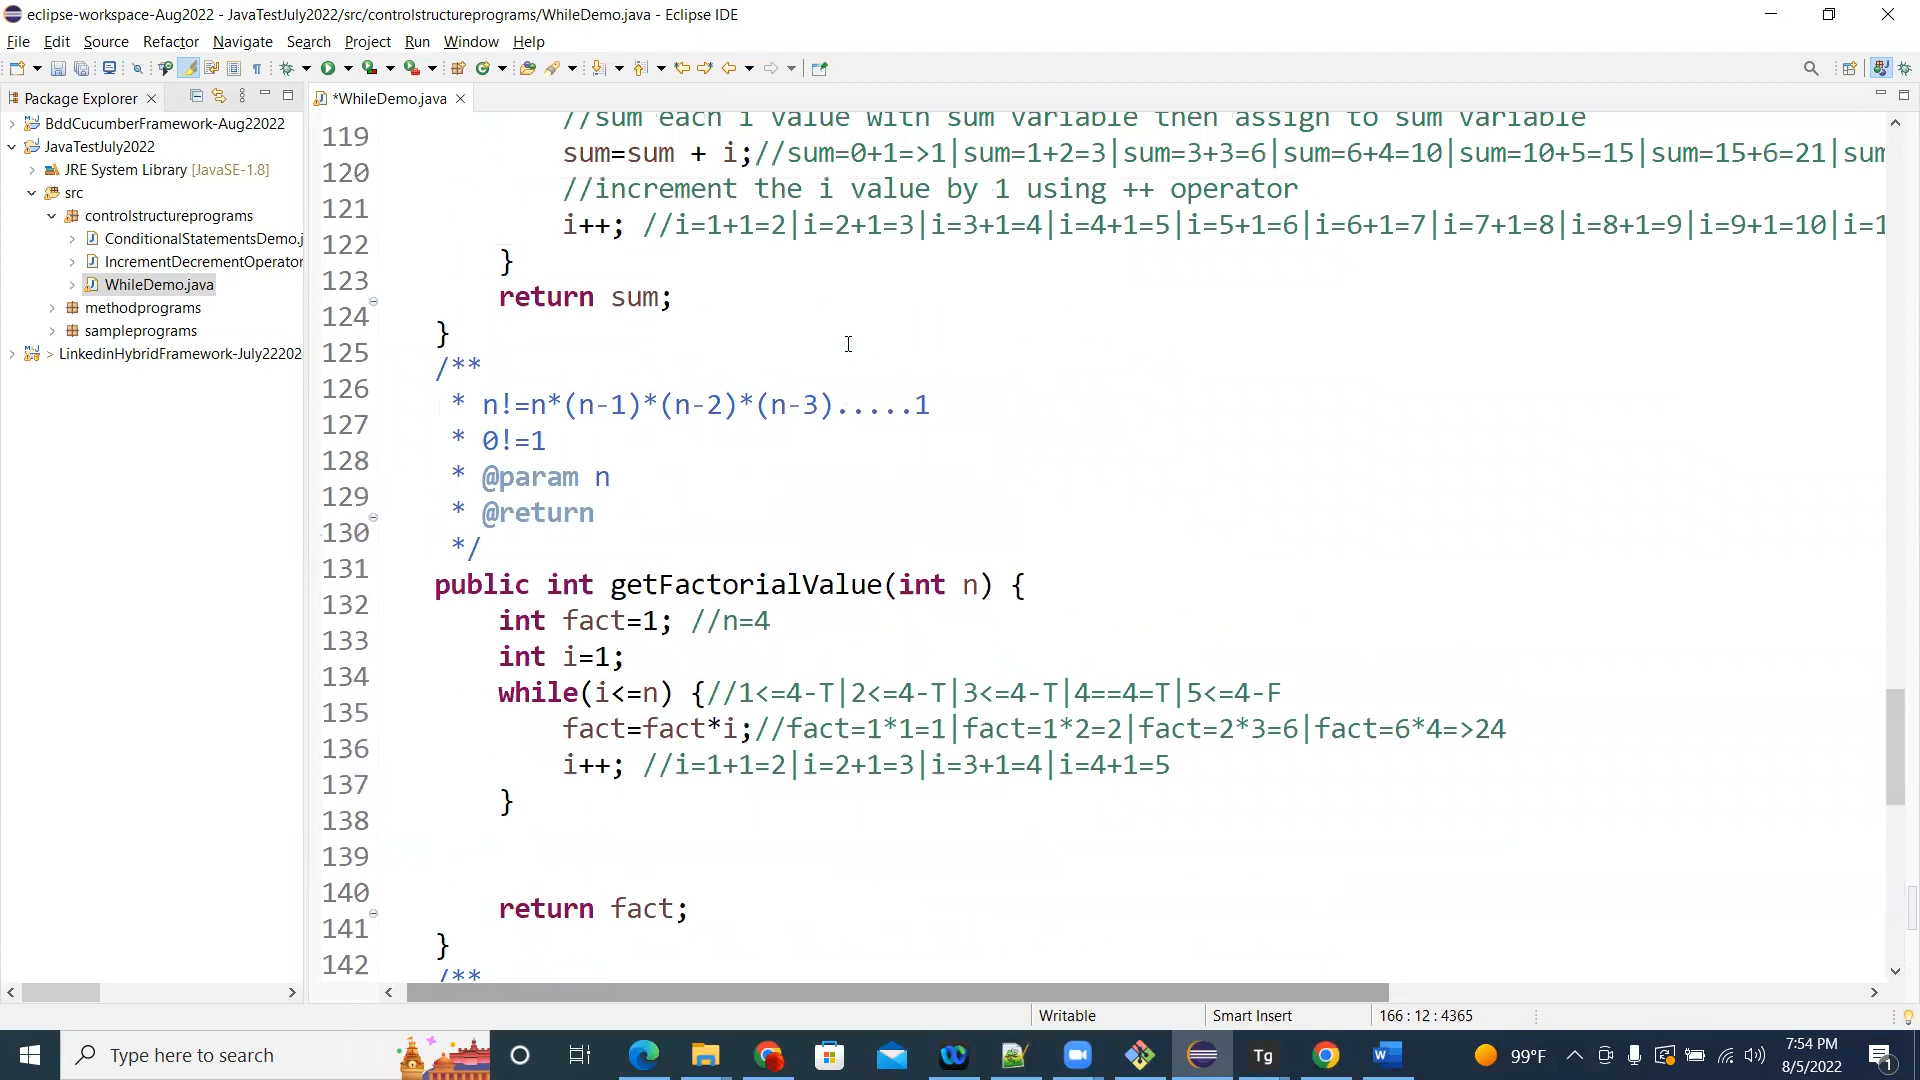 eclipse-workspace-Aug2022 - JavaTestJuly2022/src/controlstructureprograms/WhileDemo.java - Eclipse IDE
File Edit Source Refactor Navigate Search Project Run Window Help
Package Explorer
*WhileDemo.java
BddCucumberFramework-Aug22022
JavaTestJuly2022
JRE System Library [JavaSE-1.8]
src
controlstructureprograms
ConditionalStatementsDemo.j
IncrementDecrementOperator
WhileDemo.java
methodprograms
sampleprograms
> LinkedinHybridFramework-July22202
119 //sum each i value with sum variable then assign to sum variable
sum=sum + i;//sum=0+1=>1|sum=1+2=3|sum=3+3=6|sum=6+4=10|sum=10+5=15|sum=15+6=21|sum
120 //increment the i value by 1 using ++ operator
121 i++; //i=1+1=2|i=2+1=3|i=3+1=4|i=4+1=5|i=5+1=6|i=6+1=7|i=7+1=8|i=8+1=9|i=9+1=10|i=1
122 }
123 return sum;
124 }
125 /**
126 * n!=n*(n-1)*(n-2)*(n-3).....1
127 * 0!=1
128 * @param n
129 * @return
130 */
131 public int getFactorialValue(int n) {
132 int fact=1; //n=4
133 int i=1;
134 while(i<=n) {//1<=4-T|2<=4-T|3<=4-T|4==4=T|5<=4-F
135 fact=fact*i;//fact=1*1=1|fact=1*2=2|fact=2*3=6|fact=6*4=>24
136 i++; //i=1+1=2|i=2+1=3|i=3+1=4|i=4+1=5
137 }
138
139
140 return fact;
141 }
142 /**
Writable Smart Insert 166 : 12 : 4365
Type here to search
Tg
99°F
7:54 PM
8/5/2022
1